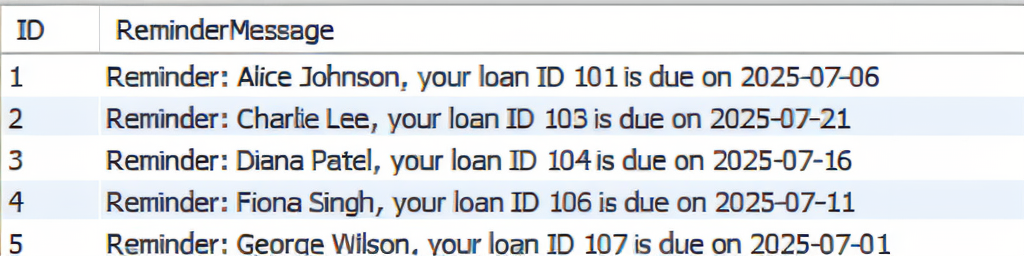 ID ReminderMessage
1 Reminder: Alice Johnson, your loan ID 101 is due on 2025-07-06
2 Reminder: Charlie Lee, your loan ID 103 is due on 2025-07-21
3 Reminder: Diana Patel, your loan ID 104 is due on 2025-07-16
4 Reminder: Fiona Singh, your loan ID 106 is due on 2025-07-11
5 Reminder: George Wilson, your loan ID 107 is due on 2025-07-01